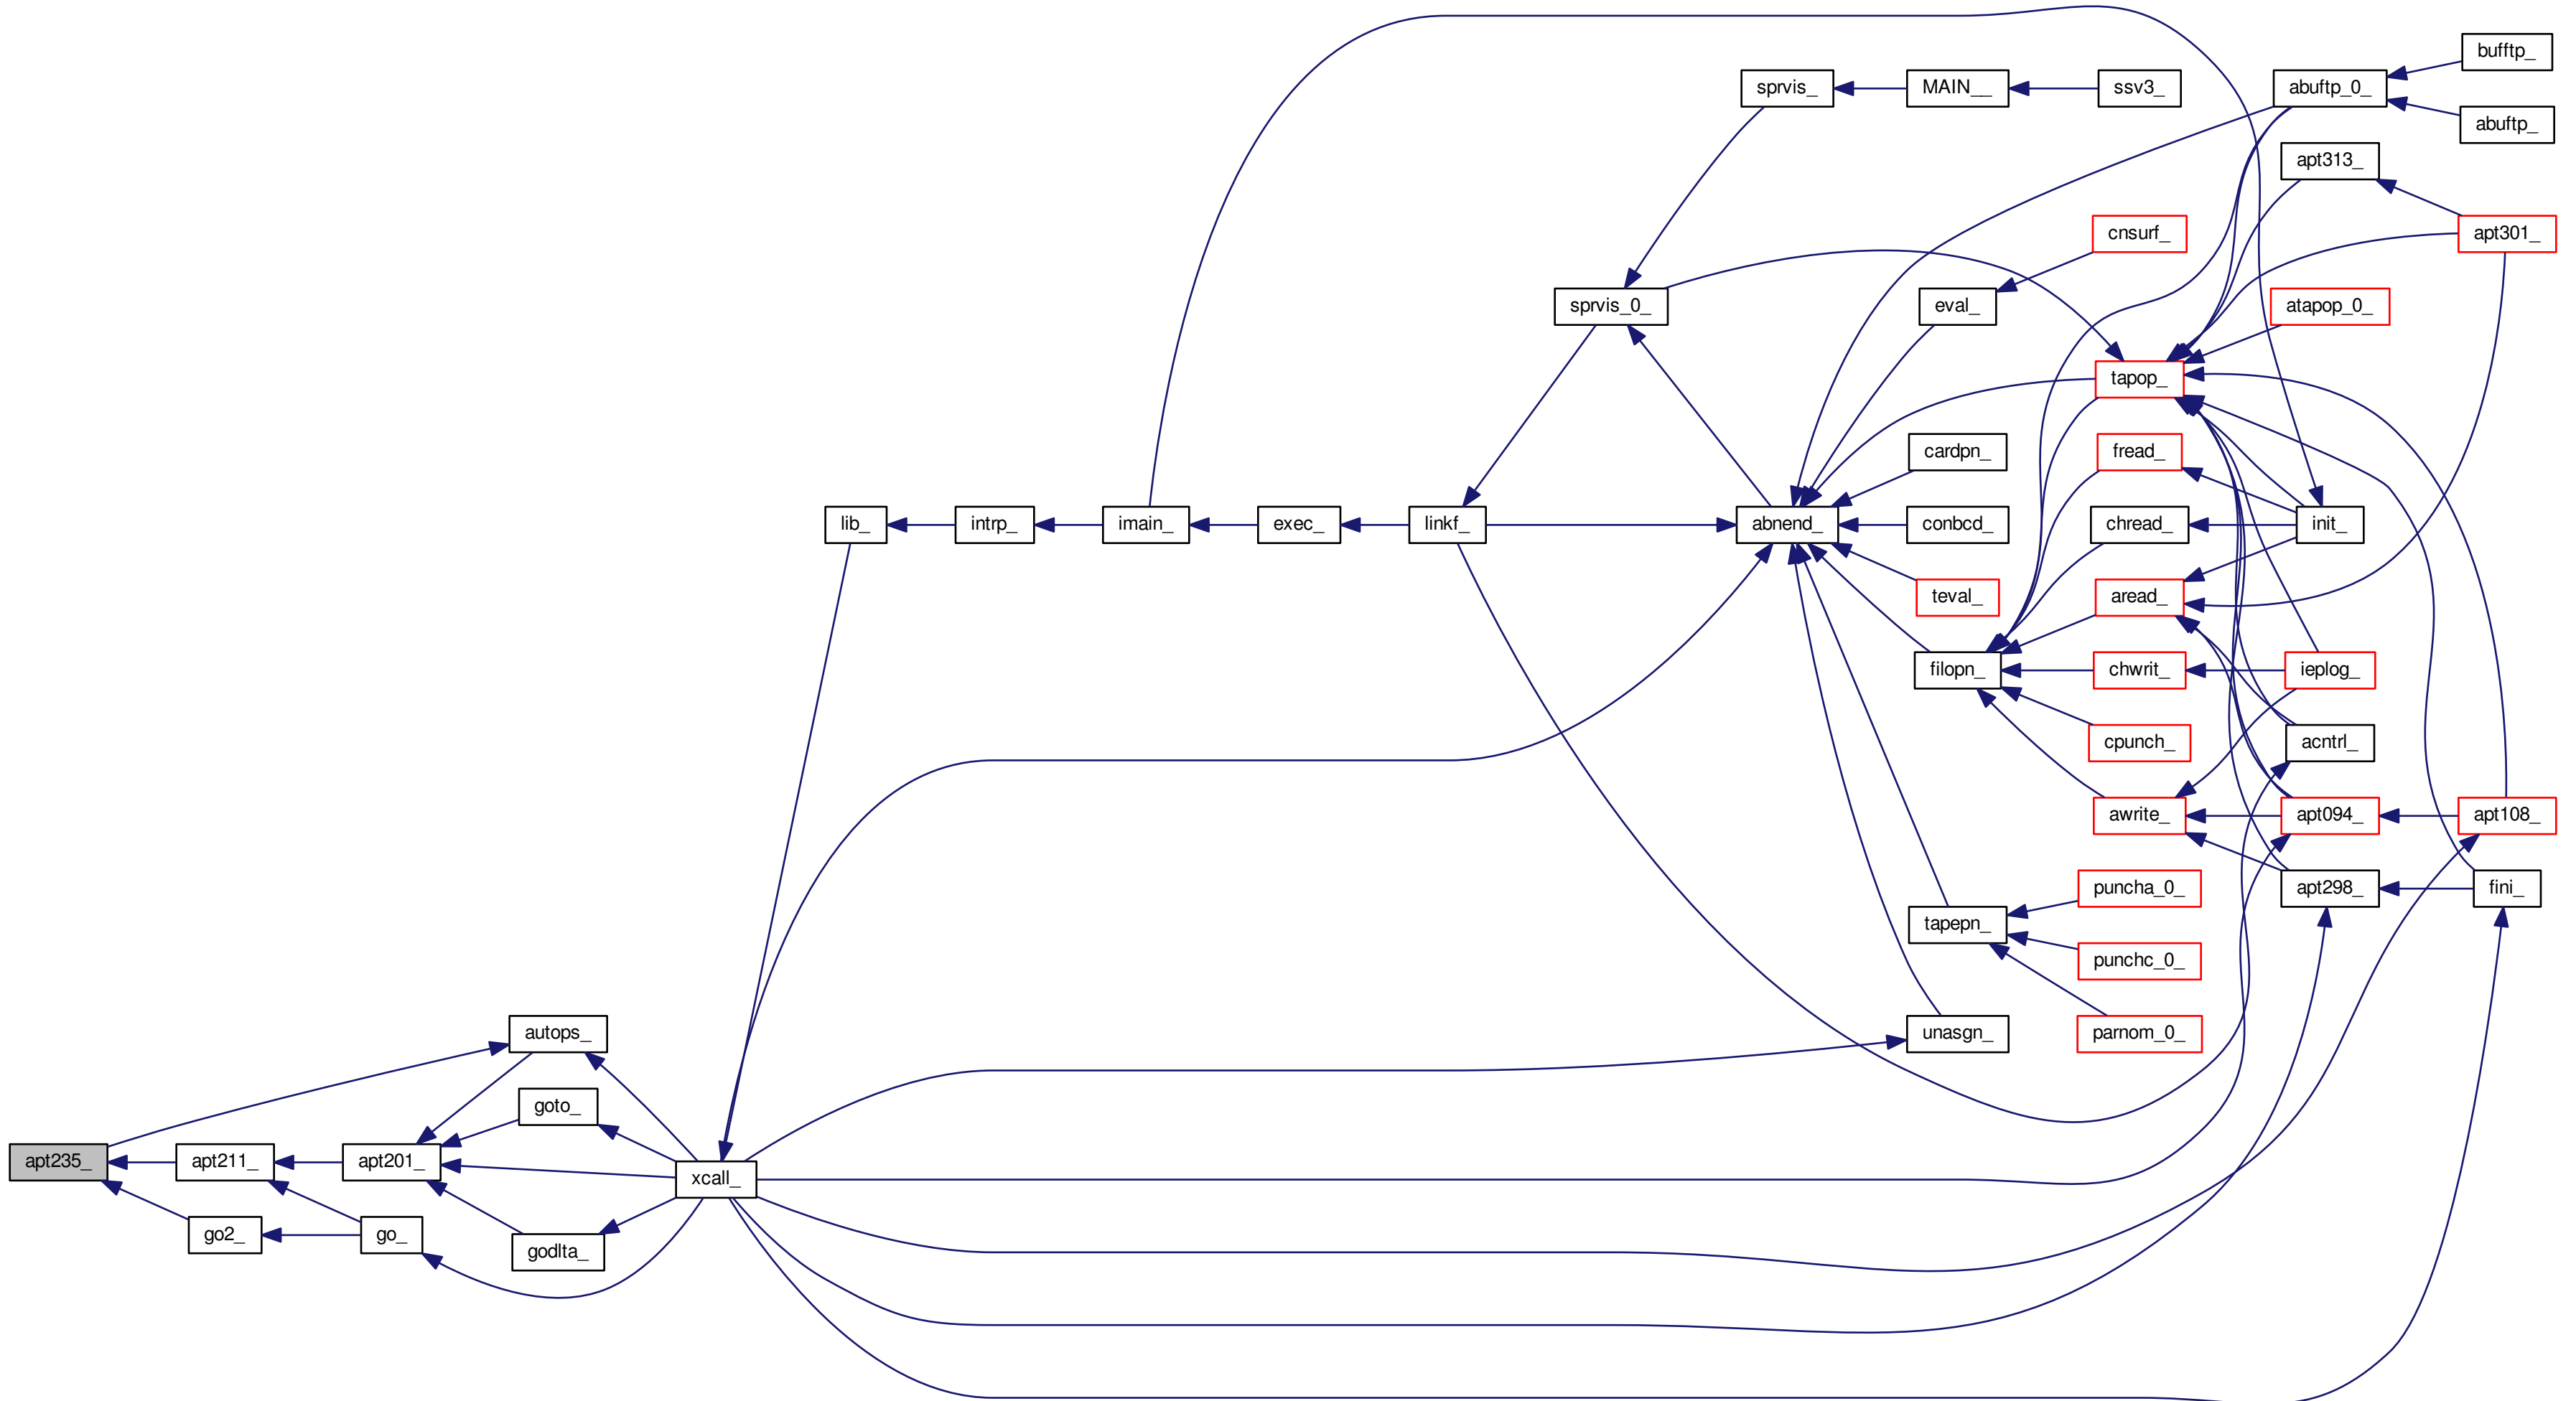 bufftp_
sprvis_
MAIN__
ssv3_
abuftp_0_
abuftp_
apt313_
cnsurf_
apt301_
sprvis_0_
eval_
atapop_0_
tapop_
cardpn_
fread_
lib_
intrp_
imain_
exec_
linkf_
abnend_
conbcd_
chread_
init_
teval_
aread_
filopn_
chwrit_
ieplog_
cpunch_
acntrl_
awrite_
apt094_
apt108_
puncha_0_
apt298_
fini_
tapepn_
punchc_0_
autops_
unasgn_
parnom_0_
goto_
apt235_
apt211_
apt201_
xcall_
go2_
go_
godlta_